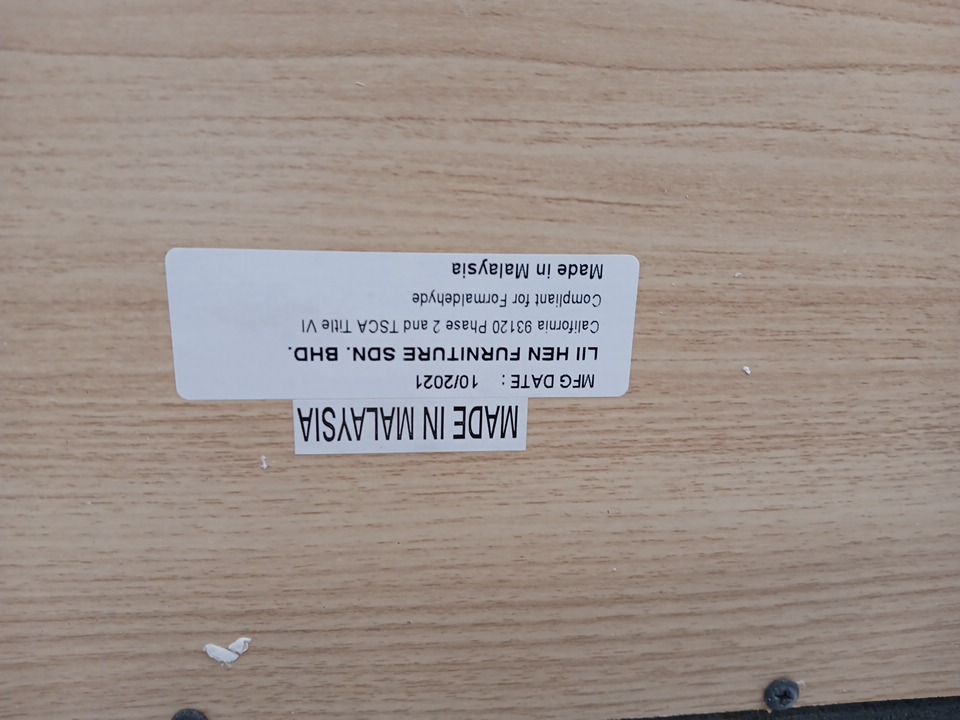 MADE IN MALAYSIA
MFG DATE : 10/2021
LII HEN FURNITURE SDN. BHD.
California 93120 Phase 2 and TSCA Title VI
Compliant for Formaldehyde
Made in Malaysia